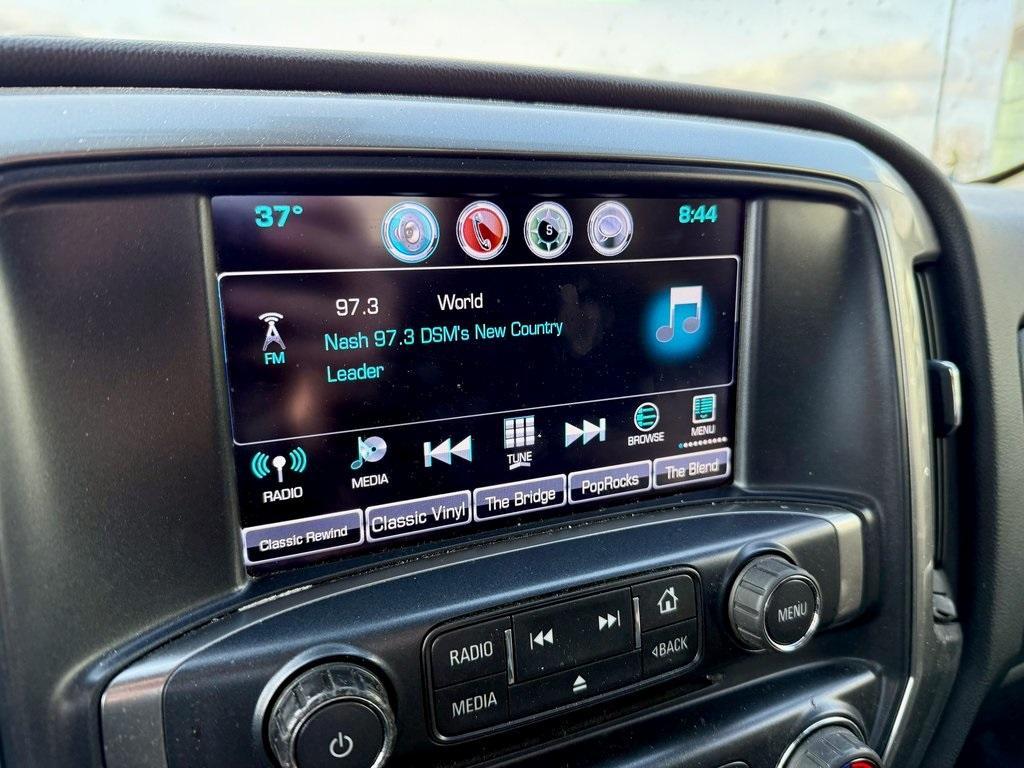 37°
S
8:44
97.3 World
FM
Nash 97.3 DSM's New Country
Leader
RADIO
MEDIA
TUNE
BROWSE
MENU
Classic Rewind
Classic Vinyl
The Bridge
PopRocks
The Blend
RADIO
MEDIA
BACK
MENU